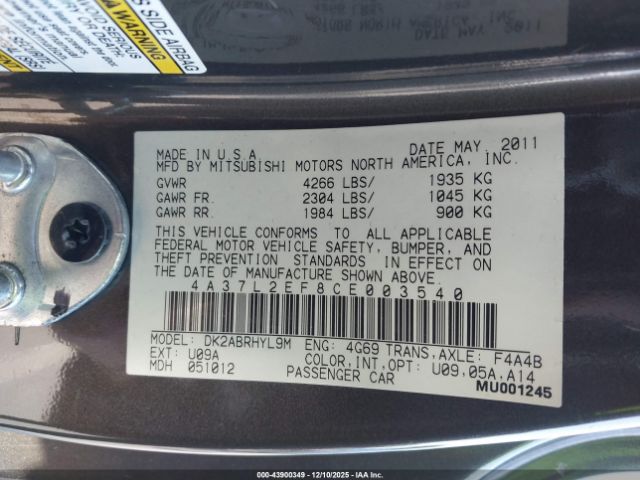 S SIDE AIRBAG
AND SERIOUS
MADE IN U.S.A. DATE MAY. 2011
MFD BY MITSUBISHI MOTORS NORTH AMERICA, INC.
GVWR 4266 LBS/ 1935 KG
GAWR FR. 2304 LBS/ 1045 KG
GAWR RR. 1984 LBS/ 900 KG
THIS VEHICLE CONFORMS TO ALL APPLICABLE
FEDERAL MOTOR VEHICLE SAFETY, BUMPER, AND
THEFT PREVENTION STANDARDS IN EFFECT ON
THE DATE OF MANUFACTURE SHOWN ABOVE.
4A37L2EF8CE003540
MODEL: DK2ABRHYL9M ENG: 4G69 TRANS,AXLE: F4A4B
EXT: U09A COLOR,INT,OPT: U09,05A,A14
MDH 051012 PASSENGER CAR
MU001245
000-43900349 - 12/10/2025 - IAA Inc.